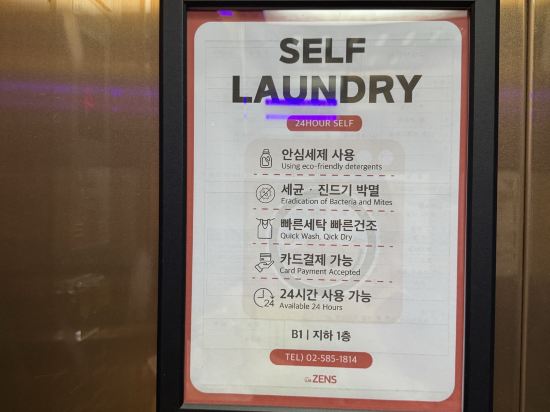 SELF
LAUNDRY
24HOUR SELF
안심세제 사용
Using eco-friendly detergents
세균 · 진드기 박멸
Eradication of Bacteria and Mites
빠른세탁 빠른건조
Quick Wash, Qick Dry
카드결제 가능
Card Payment Accepted
24
24시간 사용 가능
Available 24 Hours
B1 | 지하 1층
TEL) 02-585-1814
ZENS